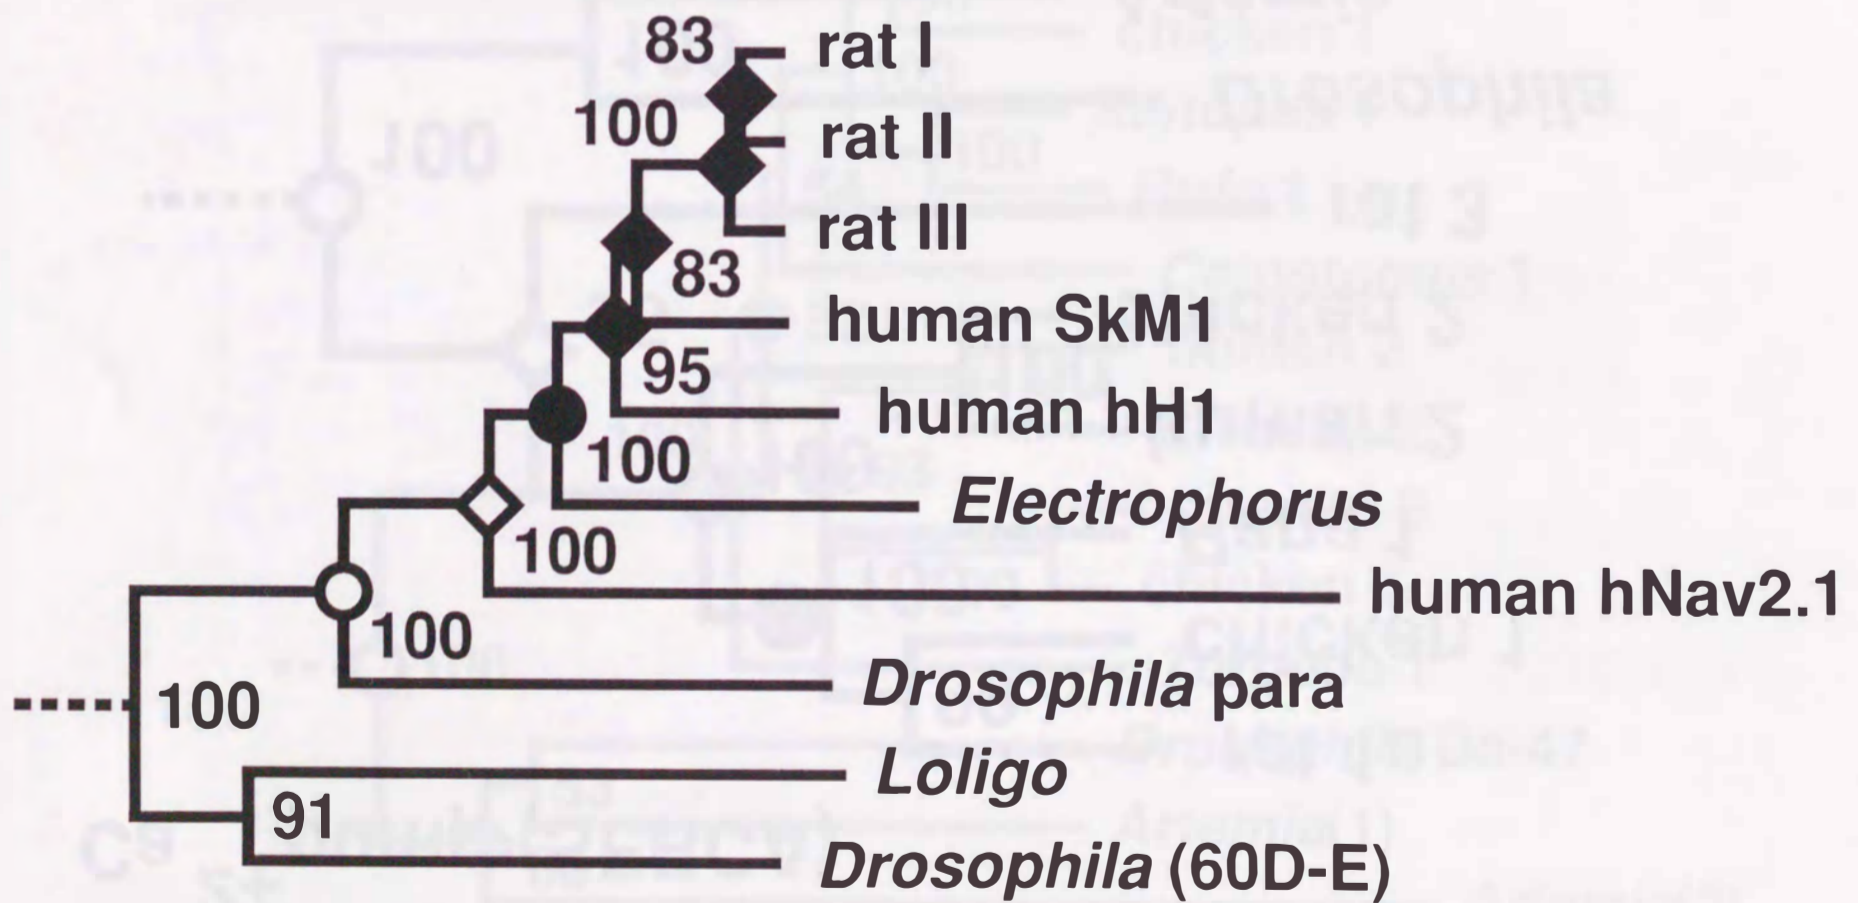 83
rat I
100
rat II
rat III
83
human SkM1
95
human hH1
100
Electrophorus
100
human hNav2.1
100
Drosophila para
100
Loligo
91
Drosophila (60D-E)